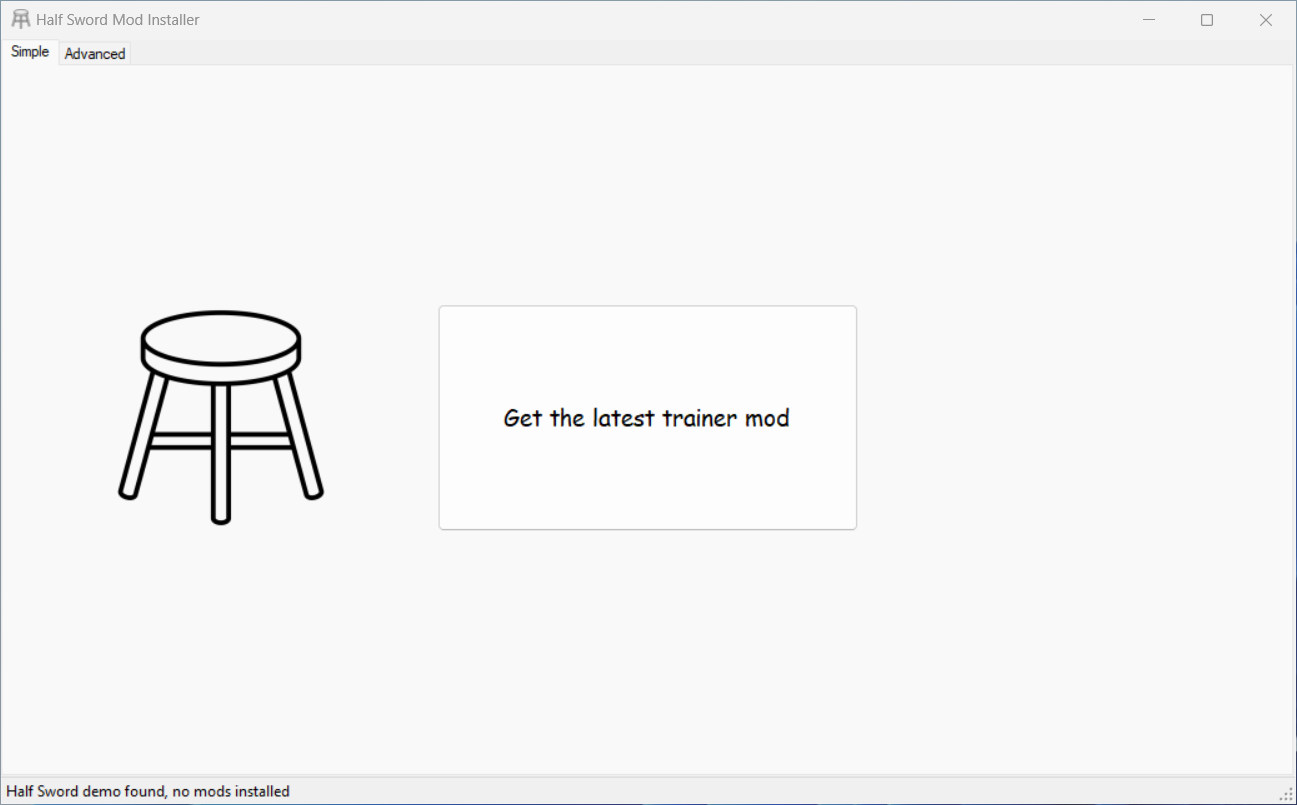 Half Sword Mod Installer
Simple
Advanced
Get the latest trainer mod
Half Sword demo found, no mods installed